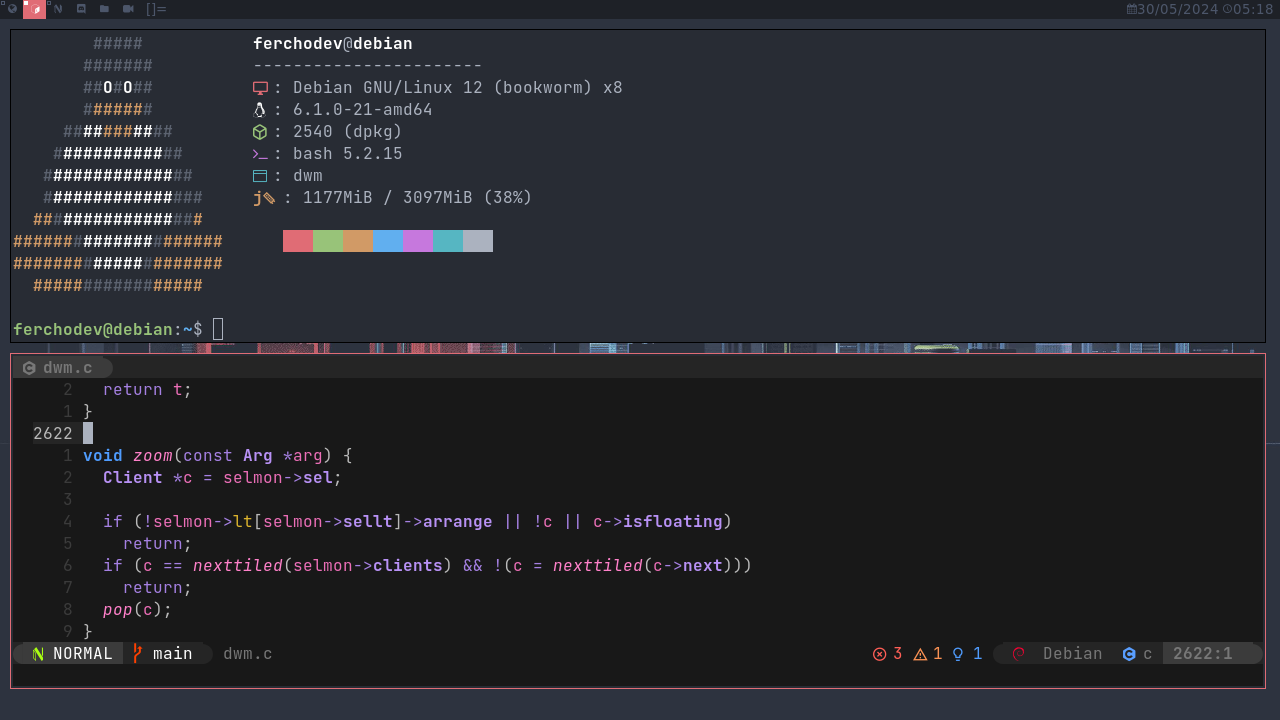 []= 30/05/2024 05:18
##### ferchodev@debian
####### -----------------------
##O#O## : Debian GNU/Linux 12 (bookworm) x8
####### : 6.1.0-21-amd64
########### : 2540 (dpkg)
############# : bash 5.2.15
############### : dwm
################ j : 1177MiB / 3097MiB (38%)
#################
#####################
#####################
#################
ferchodev@debian:~$
dwm.c
2 return t;
1 }
2622
1 void zoom(const Arg *arg) {
2 Client *c = selmon->sel;
3
4 if (!selmon->lt[selmon->sellt]->arrange || !c || c->isfloating)
5 return;
6 if (c == nexttiled(selmon->clients) && !(c = nexttiled(c->next)))
7 return;
8 pop(c);
9 }
NORMAL main dwm.c 3 1 1 Debian c 2622:1